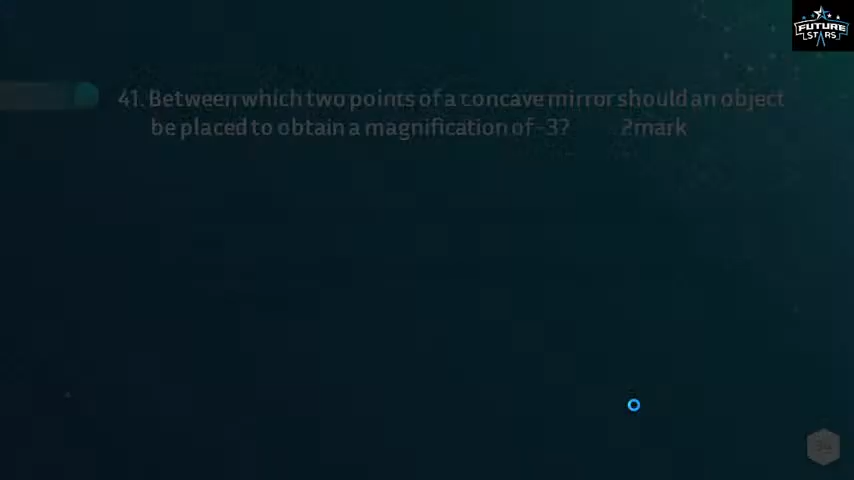 FUTURE
STARS
41. Between which two points of a concave mirror should an object
be placed to obtain a magnification of -3? 2mark
34